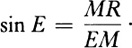 sin E = MR/EM.